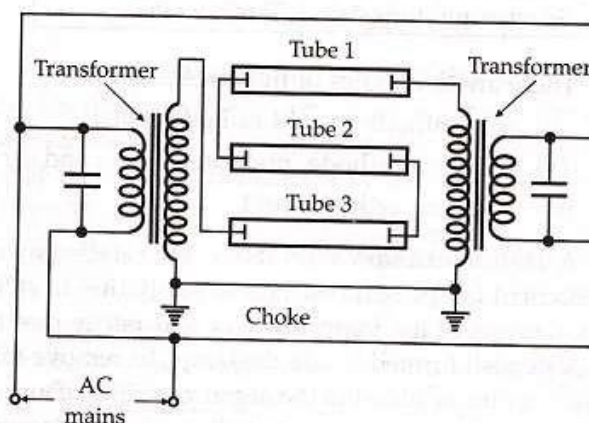 Tube 1
Transformer
Transformer
Tube 2
Tube 3
Choke
AC
mains